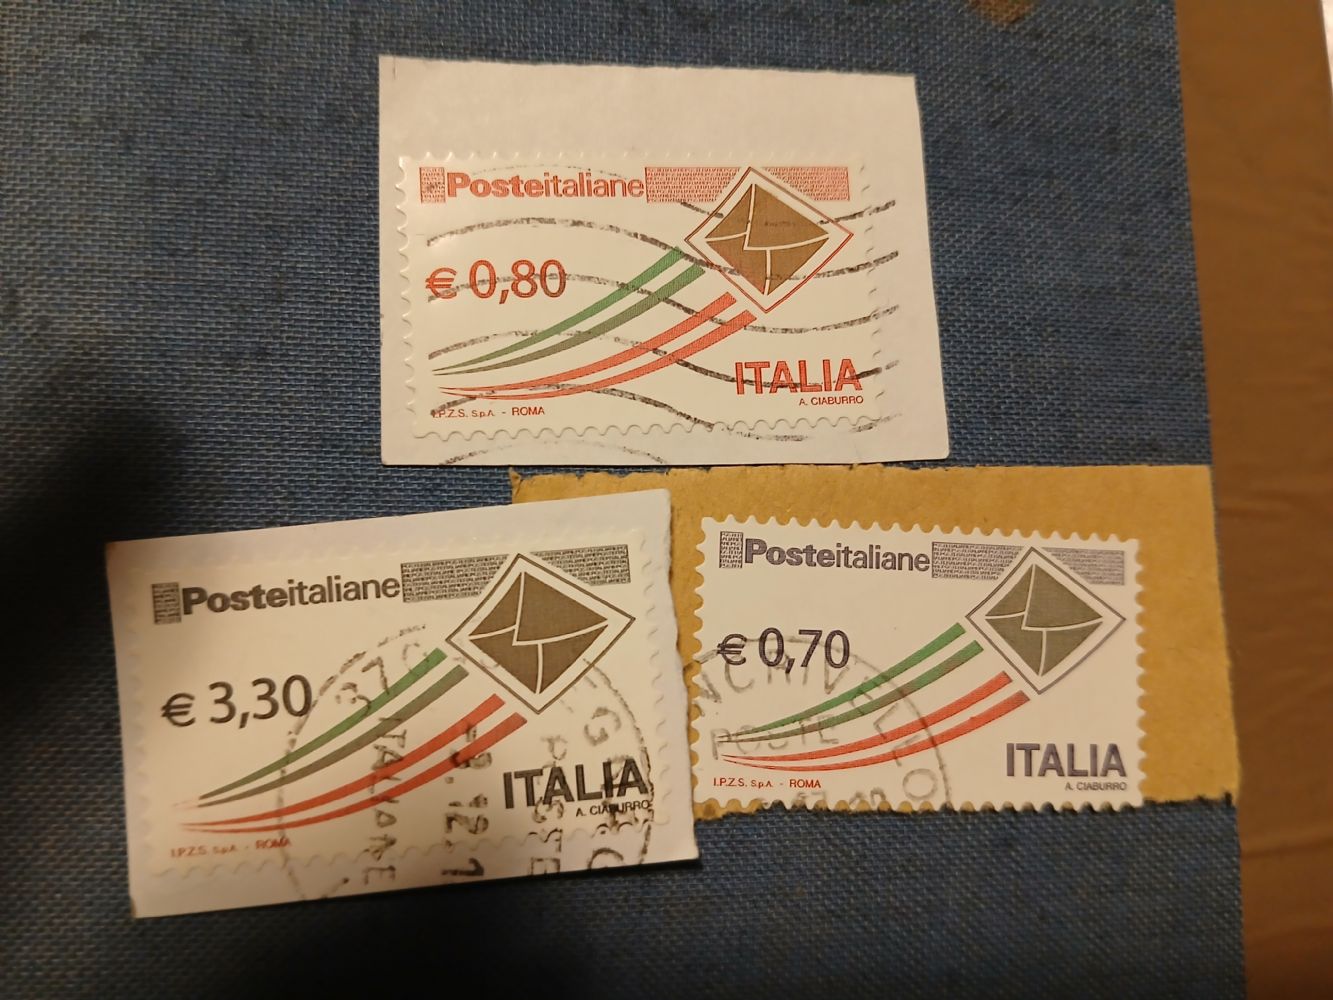 Posteitaliane
€ 0,80
ITALIA
A. CIABURRO
I.P.Z.S. S.p.A. - ROMA
Posteitaliane
€ 3,30
ITALIA
A. CIABURRO
I.P.Z.S. S.p.A. - ROMA
ITALIANE
Posteitaliane
€ 0,70
POSTE
ITALIA
A. CIABURRO
I.P.Z.S. S.p.A. - ROMA